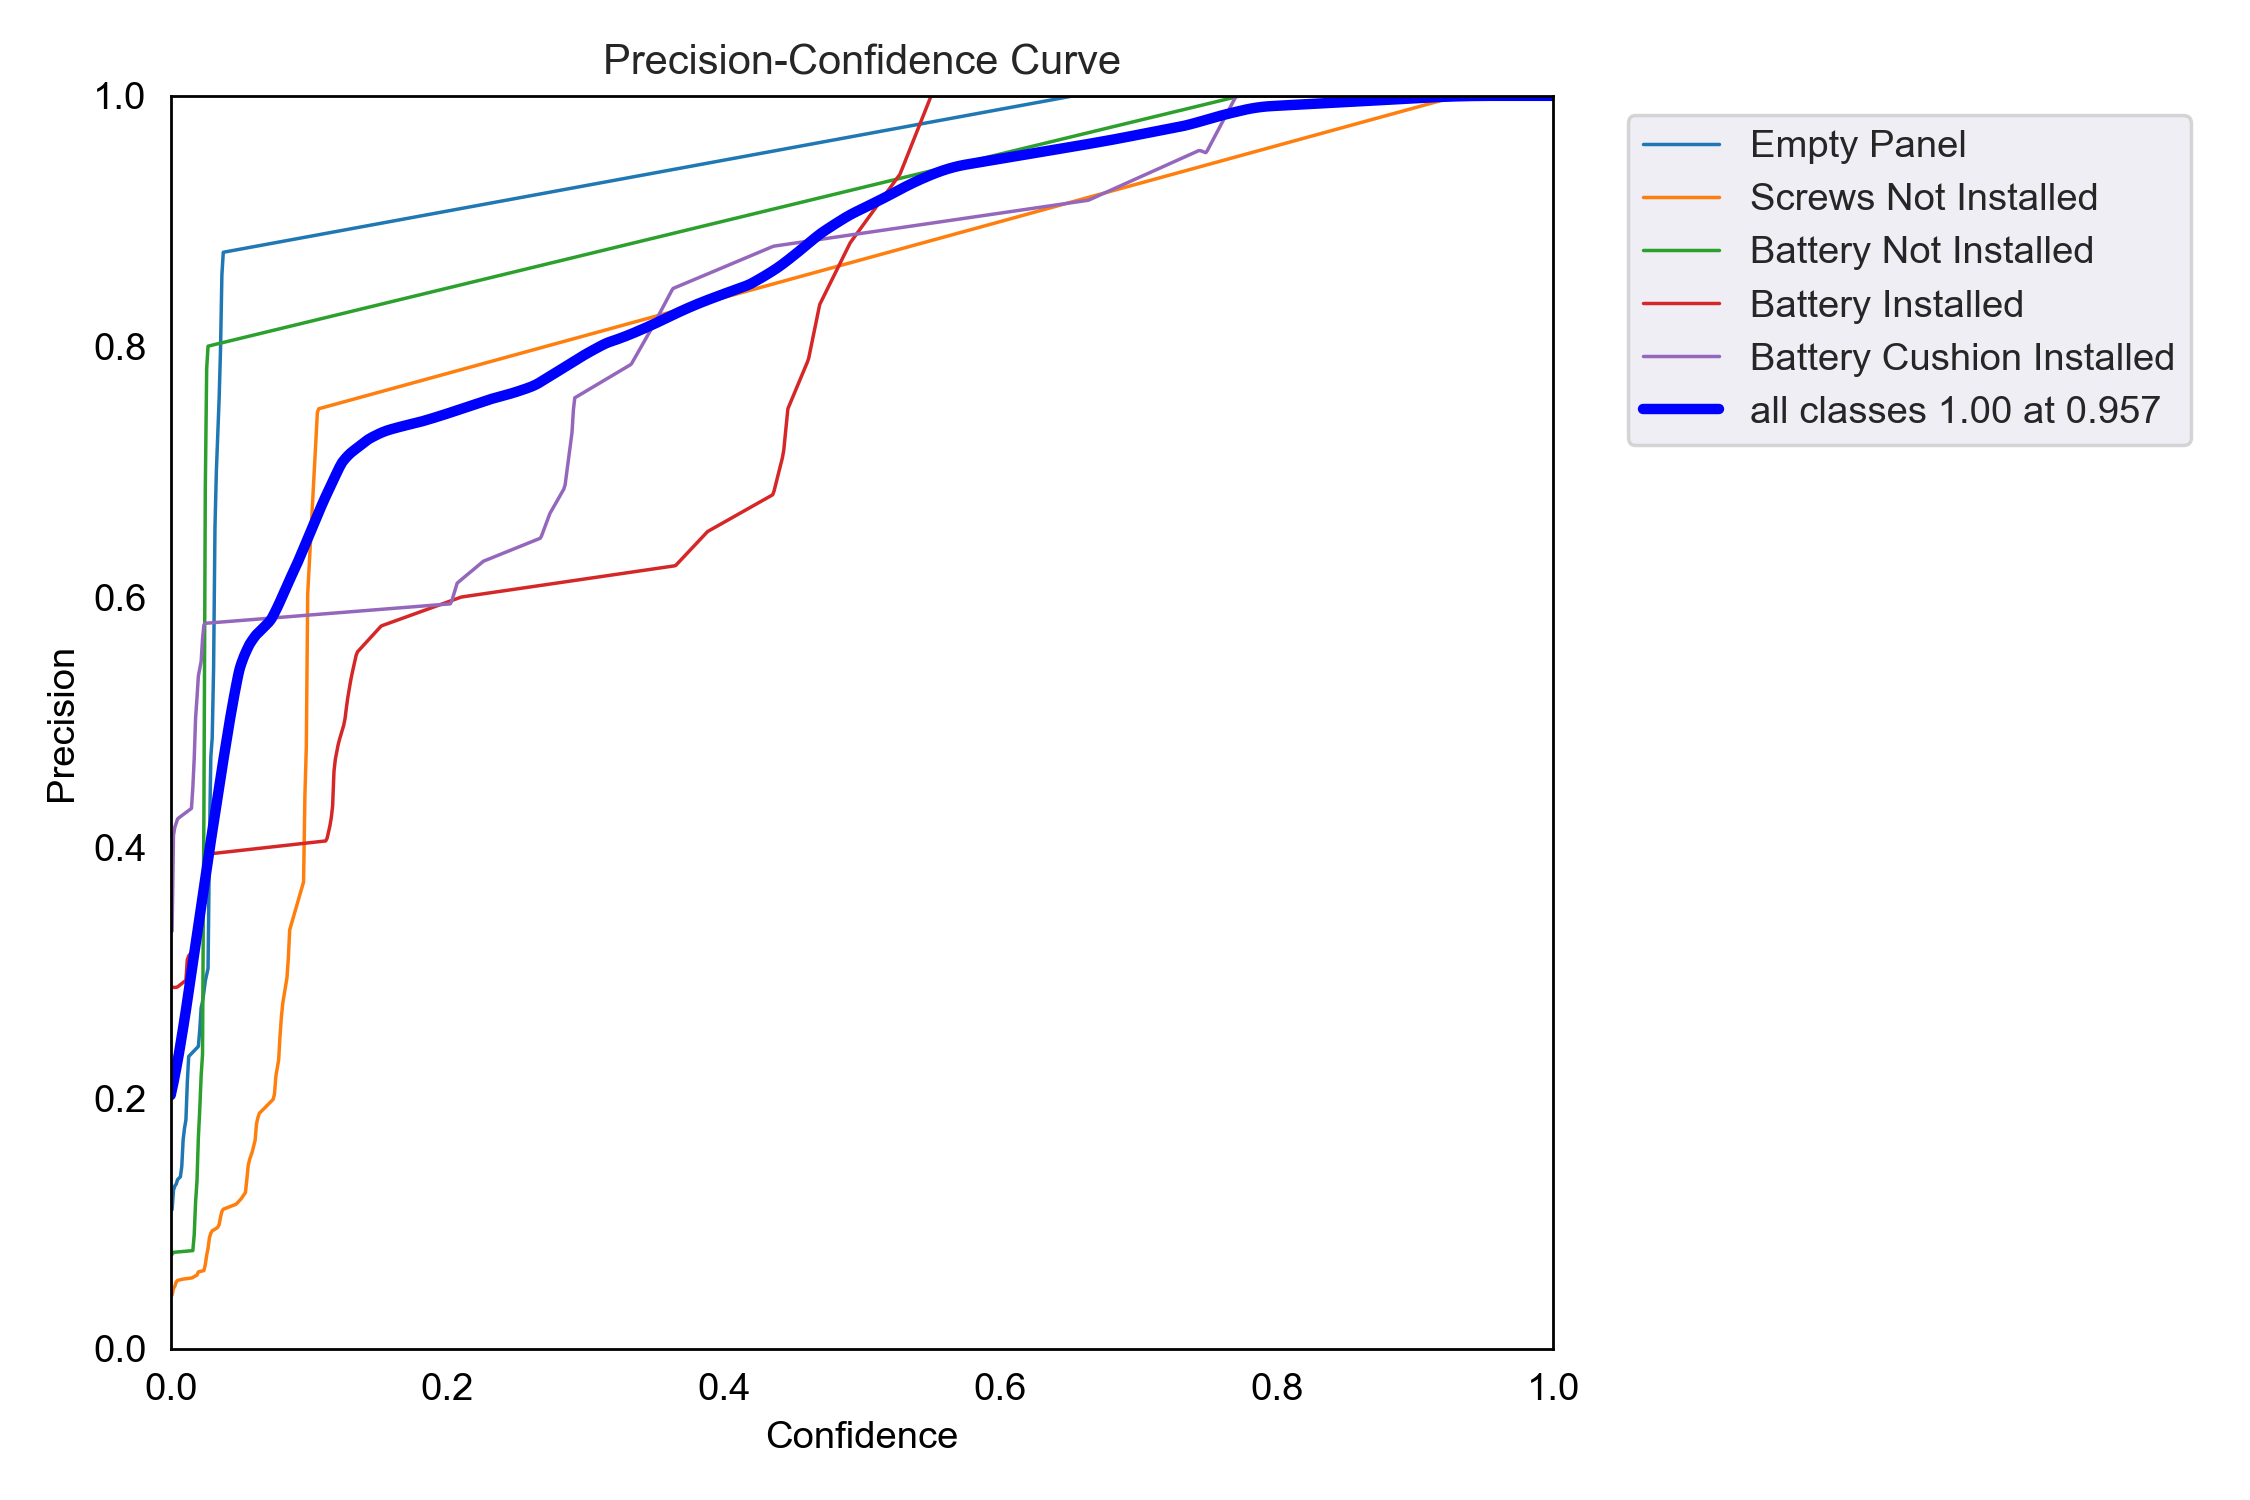 Precision-Confidence Curve
1.0
0.8
0.6
0.4
0.2
0.0
Precision
0.0 0.2 0.4 0.6 0.8 1.0
Confidence
Empty Panel
Screws Not Installed
Battery Not Installed
Battery Installed
Battery Cushion Installed
all classes 1.00 at 0.957